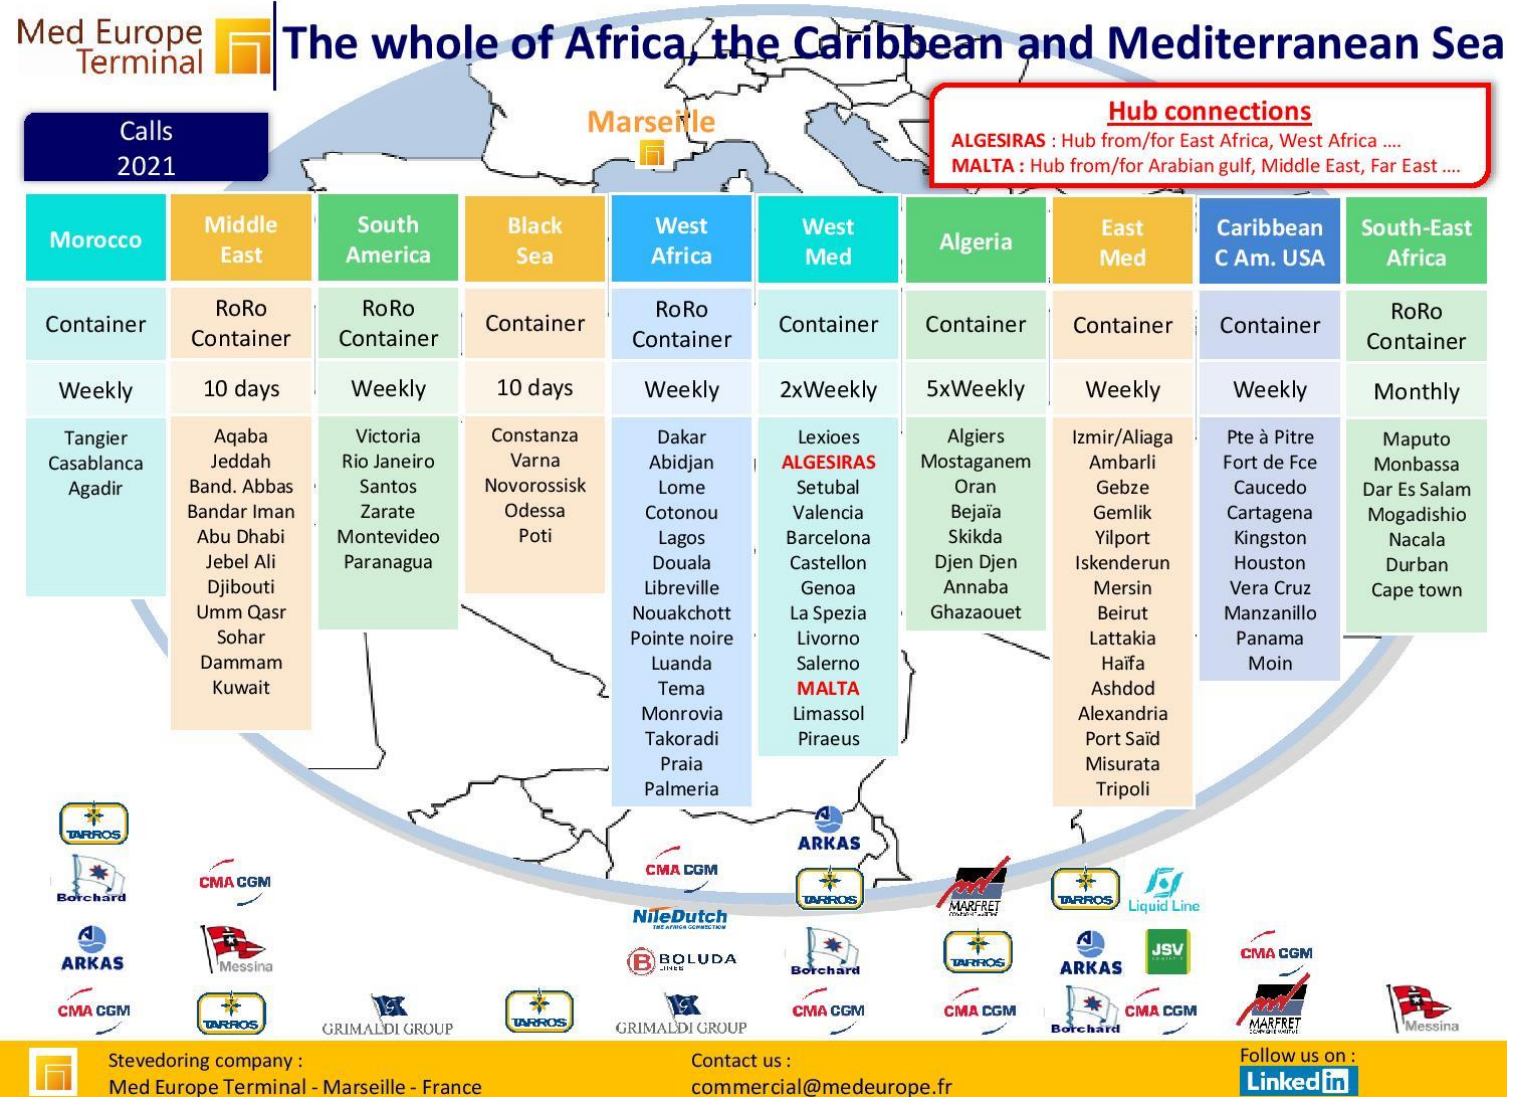 Med Europe
Terminal
The whole of Africa, the Caribbean and Mediterranean Sea
Calls
2021
Marseille
Hub connections
ALGESIRAS : Hub from/for East Africa, West Africa ....
MALTA : Hub from/for Arabian gulf, Middle East, Far East ....
Morocco
Container
Weekly
Tangier
Casablanca
Agadir
Middle
East
RoRo
Container
10 days
Aqaba
Jeddah
Band. Abbas
Bandar Iman
Abu Dhabi
Jebel Ali
Djibouti
Umm Qasr
Sohar
Dammam
Kuwait
South
America
RoRo
Container
Weekly
Victoria
Rio Janeiro
Santos
Zarate
Montevideo
Paranagua
Black
Sea
Container
10 days
Constanza
Varna
Novorossisk
Odessa
Poti
West
Africa
RoRo
Container
Weekly
Dakar
Abidjan
Lome
Cotonou
Lagos
Douala
Libreville
Nouakchott
Pointe noire
Luanda
Tema
Monrovia
Takoradi
Praia
Palmeria
West
Med
Container
2xWeekly
Lexioes
ALGESIRAS
Setubal
Valencia
Barcelona
Castellon
Genoa
La Spezia
Livorno
Salerno
MALTA
Limassol
Piraeus
Algeria
Container
5xWeekly
Algiers
Mostaganem
Oran
Bejaïa
Skikda
Djen Djen
Annaba
Ghazaouet
East
Med
Container
Weekly
Izmir/Aliaga
Ambarli
Gebze
Gemlik
Yilport
Iskenderun
Mersin
Beirut
Lattakia
Haïfa
Ashdod
Alexandria
Port Saïd
Misurata
Tripoli
Caribbean
C Am. USA
Container
Weekly
Pte à Pitre
Fort de Fce
Caucedo
Cartagena
Kingston
Houston
Vera Cruz
Manzanillo
Panama
Moin
South-East
Africa
RoRo
Container
Monthly
Maputo
Monbassa
Dar Es Salam
Mogadishio
Nacala
Durban
Cape town
TARROS
Borchard
ARKAS
CMA CGM
CMA CGM
Messina
TARROS
GRIMALDI GROUP
TARROS
CMA CGM
NileDutch
THE AFRICA CONNECTION
BOLUDA
LINES
GRIMALDI GROUP
ARKAS
TARROS
Borchard
CMA CGM
MARFRET
TARROS
CMA CGM
TARROS
Liquid Line
ARKAS
JSV
Borchard
CMA CGM
CMA CGM
MARFRET
Messina
Stevedoring company :
Med Europe Terminal - Marseille - France
Contact us :
commercial@medeurope.fr
Follow us on :
Linked in